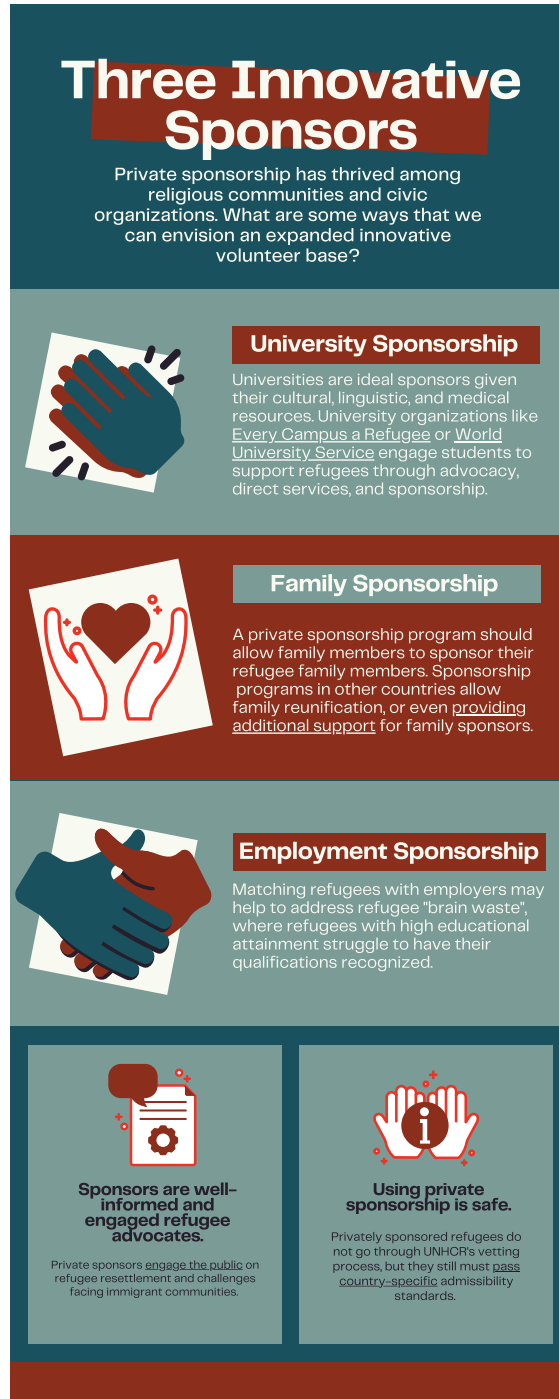 Three Innovative
Sponsors
Private sponsorship has thrived among
religious communities and civic
organizations. What are some ways that we
can envision an expanded innovative
volunteer base?
University Sponsorship
Universities are ideal sponsors given
their cultural, linguistic, and medical
resources. University organizations like
Every Campus a Refugee or World
University Service engage students to
support refugees through advocacy,
direct services, and sponsorship.
Family Sponsorship
A private sponsorship program should
allow family members to sponsor their
refugee family members. Sponsorship
programs in other countries allow
family reunification, or even providing
additional support for family sponsors.
Employment Sponsorship
Matching refugees with employers may
help to address refugee "brain waste",
where refugees with high educational
attainment struggle to have their
qualifications recognized.
Sponsors are well-
informed and
engaged refugee
advocates.
Private sponsors engage the public on
refugee resettlement and challenges
facing immigrant communities.
Using private
sponsorship is safe.
Privately sponsored refugees do
not go through UNHCR's vetting
process, but they still must pass
country-specific admissibility
standards.